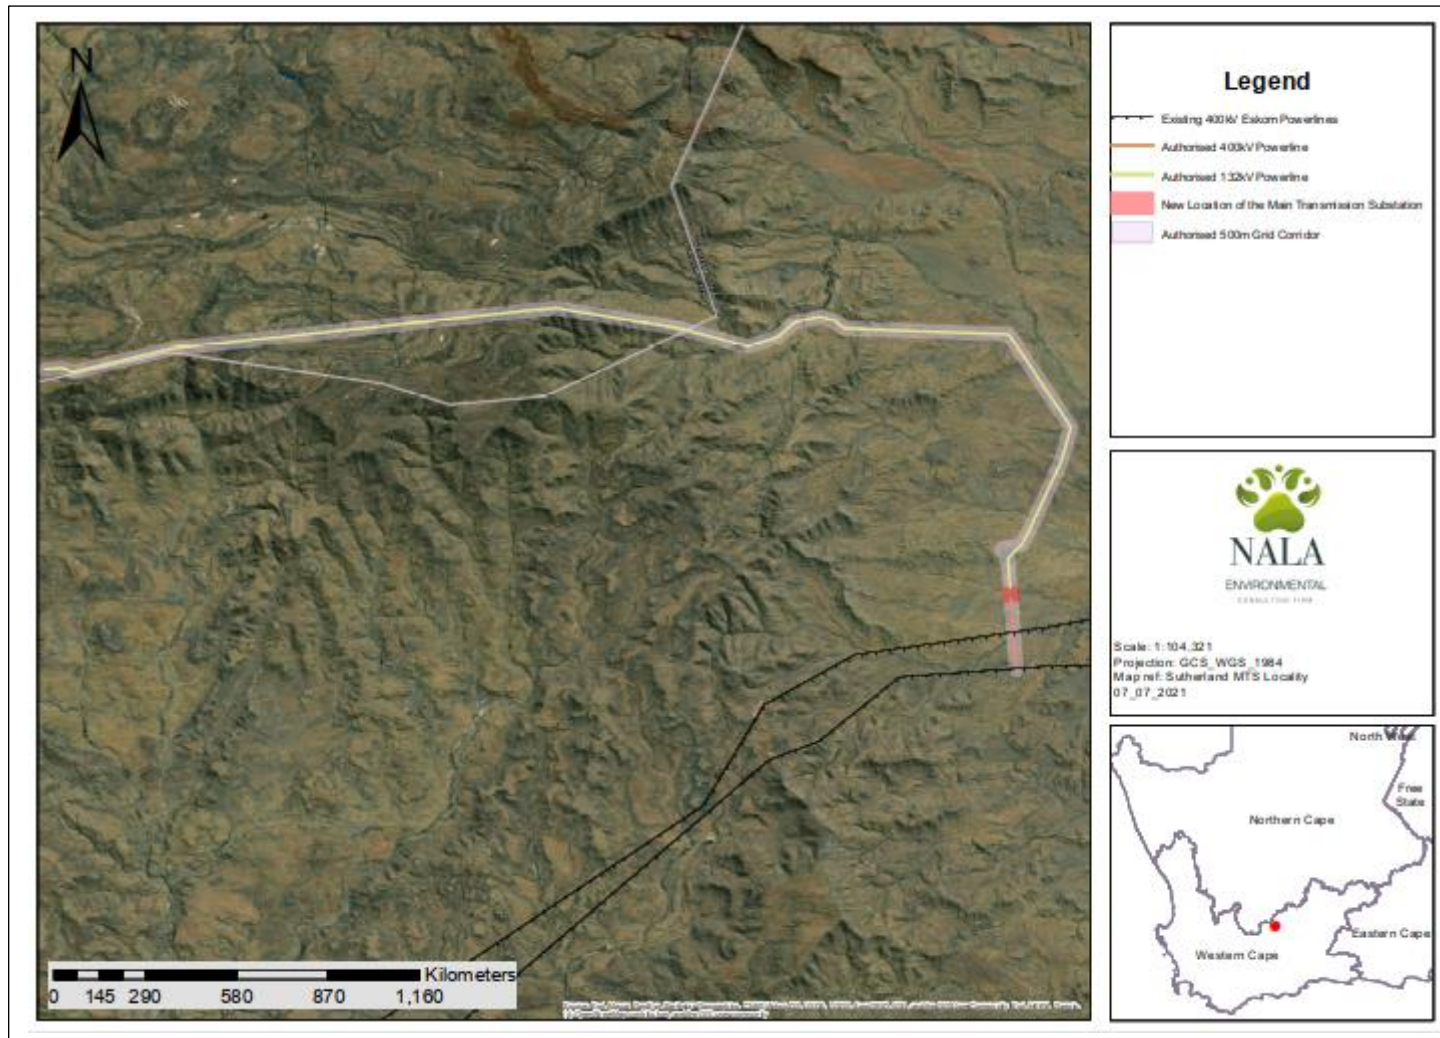 N
Legend
Existing 400kV Eskom Powerlines
Authorised 400kV Powerline
Authorised 132kV Powerline
New Location of the Main Transmission Substation
Authorised 500m Grid Corridor
NALA
ENVIRONMENTAL
CONSULTING FIRM
Scale: 1:104,321
Projection: GCS_WGS_1984
Map ref: Sutherland MTS Locality
07_07_2021
North West
Free
State
Northern Cape
Eastern Cape
Western Cape
Kilometers
0 145 290 580 870 1,160